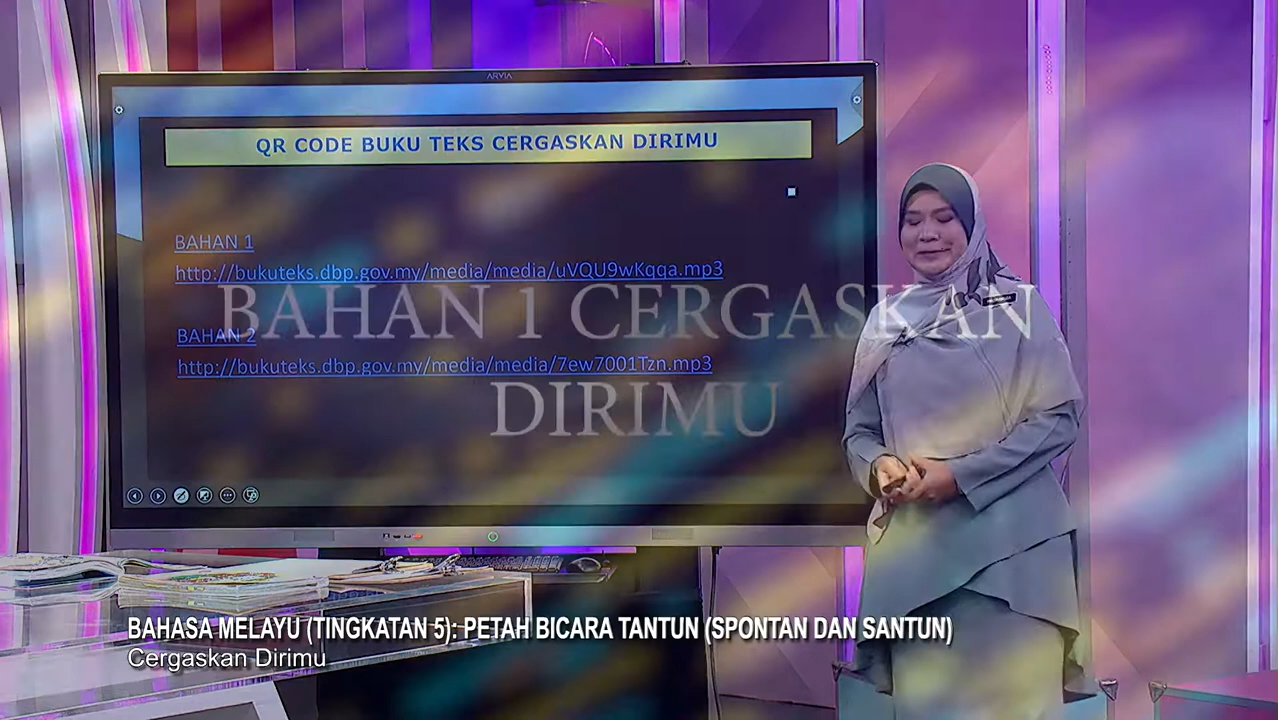 ARVIA
QR CODE BUKU TEKS CERGASKAN DIRIMU
BAHAN 1
http://bukuteks.dbp.gov.my/media/media/uVQU9wKqqa.mp3
BAHAN 1 CERGASKAN
DIRIMU
BAHAN 2
http://bukuteks.dbp.gov.my/media/media/7ew7001Tzn.mp3
BAHASA MELAYU (TINGKATAN 5): PETAH BICARA TANTUN (SPONTAN DAN SANTUN)
Cergaskan Dirimu